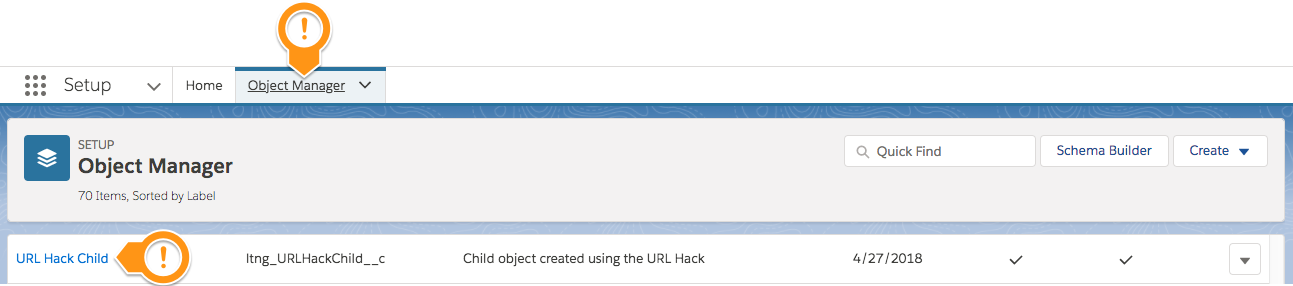 !
Setup Home Object Manager
SETUP
Object Manager
70 Items, Sorted by Label
Quick Find Schema Builder Create
URL Hack Child ! ltng_URLHackChild__c Child object created using the URL Hack 4/27/2018